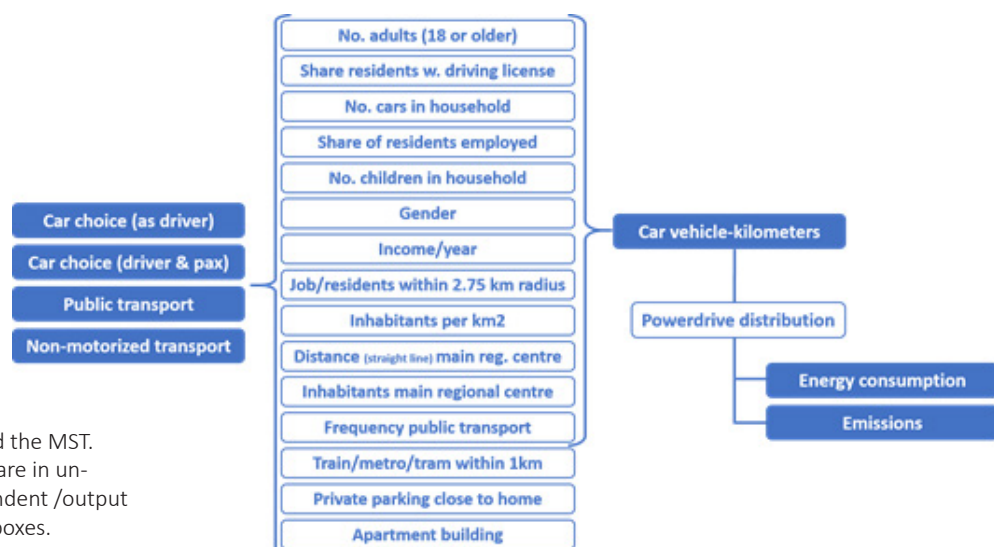 No. adults (18 or older)
Share residents w. driving license
No. cars in household
Share of residents employed
No. children in household
Gender
Income/year
Job/residents within 2.75 km radius
Inhabitants per km2
Distance (straight line) main reg. centre
Inhabitants main regional centre
Frequency public transport
Train/metro/tram within 1km
Private parking close to home
Apartment building
Car choice (as driver)
Car choice (driver & pax)
Public transport
Non-motorized transport
Car vehicle-kilometers
Powerdrive distribution
Energy consumption
Emissions
d the MST.
are in un-
ndent /output
boxes.